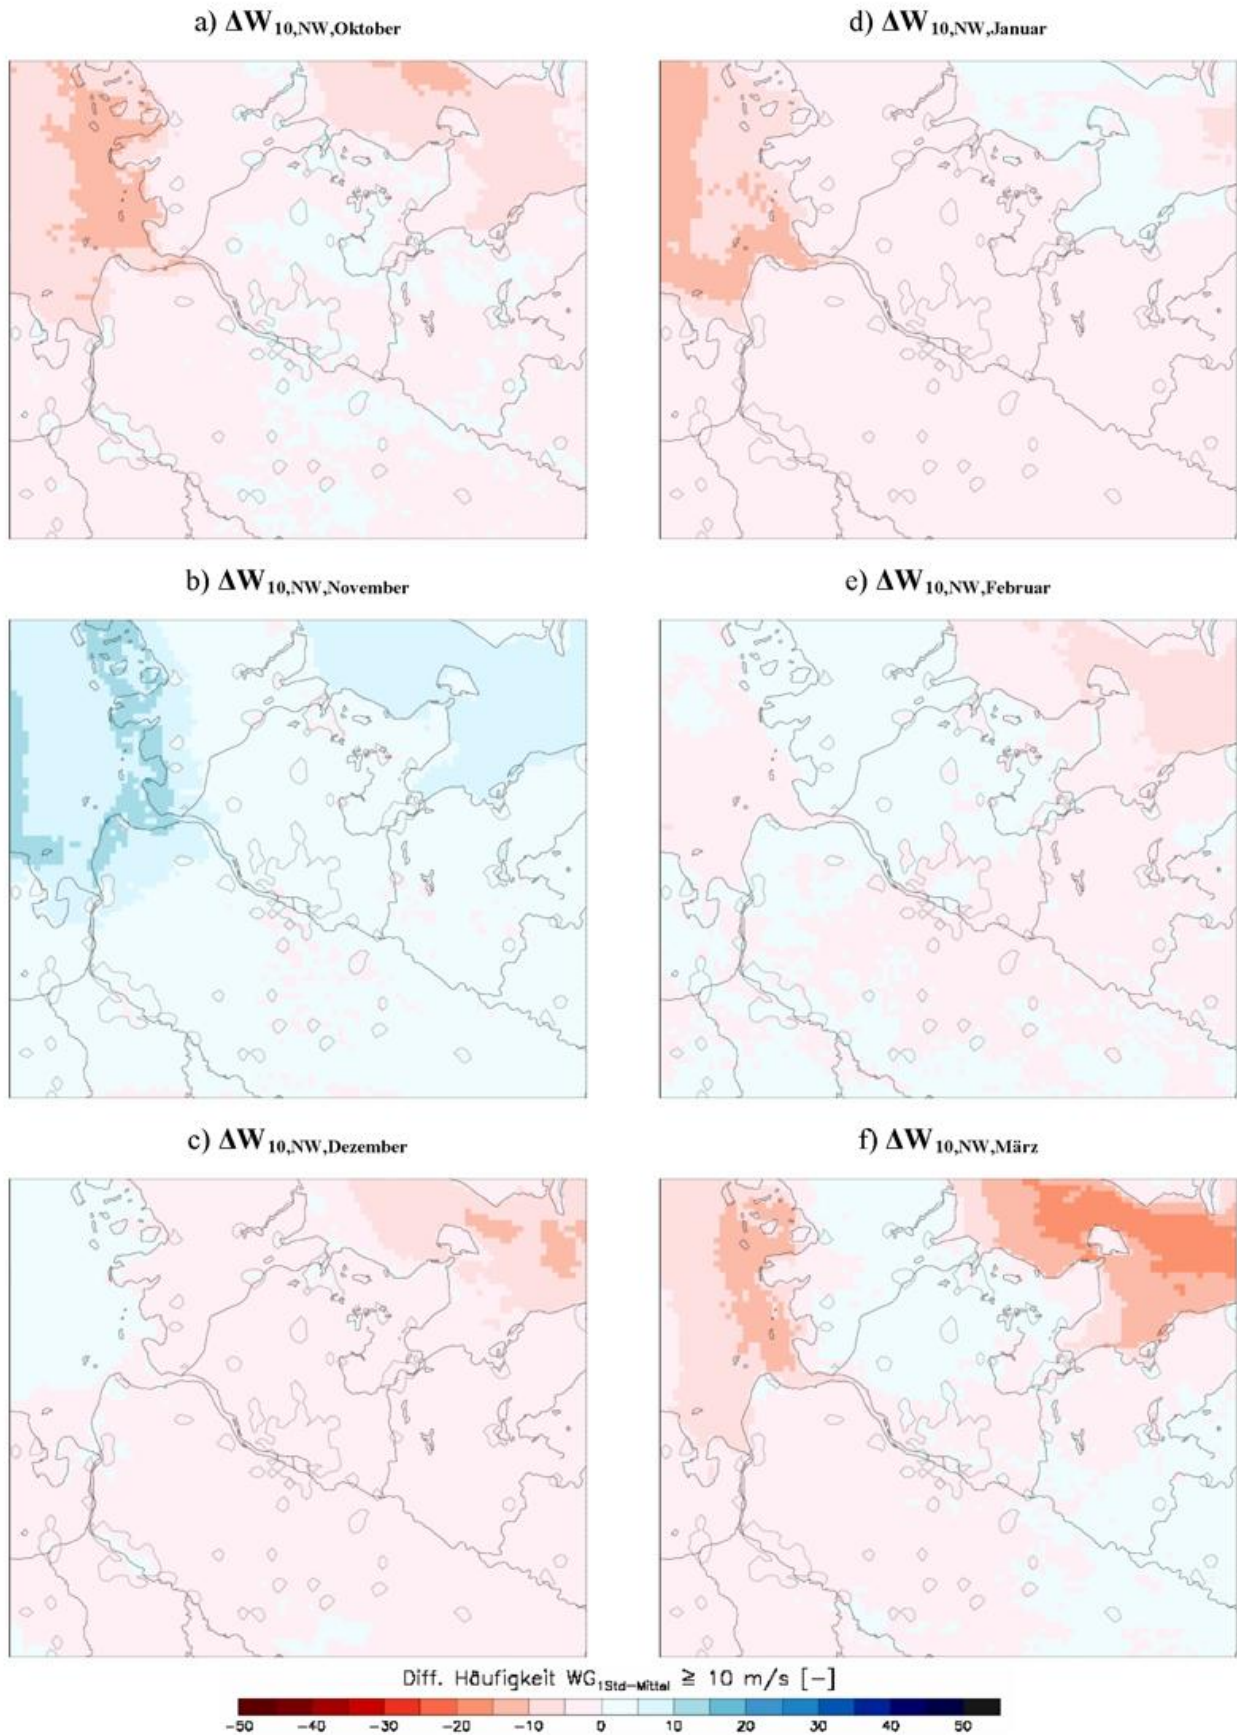 a) ΔW10,NW,Oktober
d) ΔW10,NW,Januar
b) ΔW10,NW,November
e) ΔW10,NW,Februar
c) ΔW10,NW,Dezember
f) ΔW10,NW,März
Diff. Häufigkeit WG1Std-Mittel ≧ 10 m/s [-]
-50 -40 -30 -20 -10 0 10 20 30 40 50